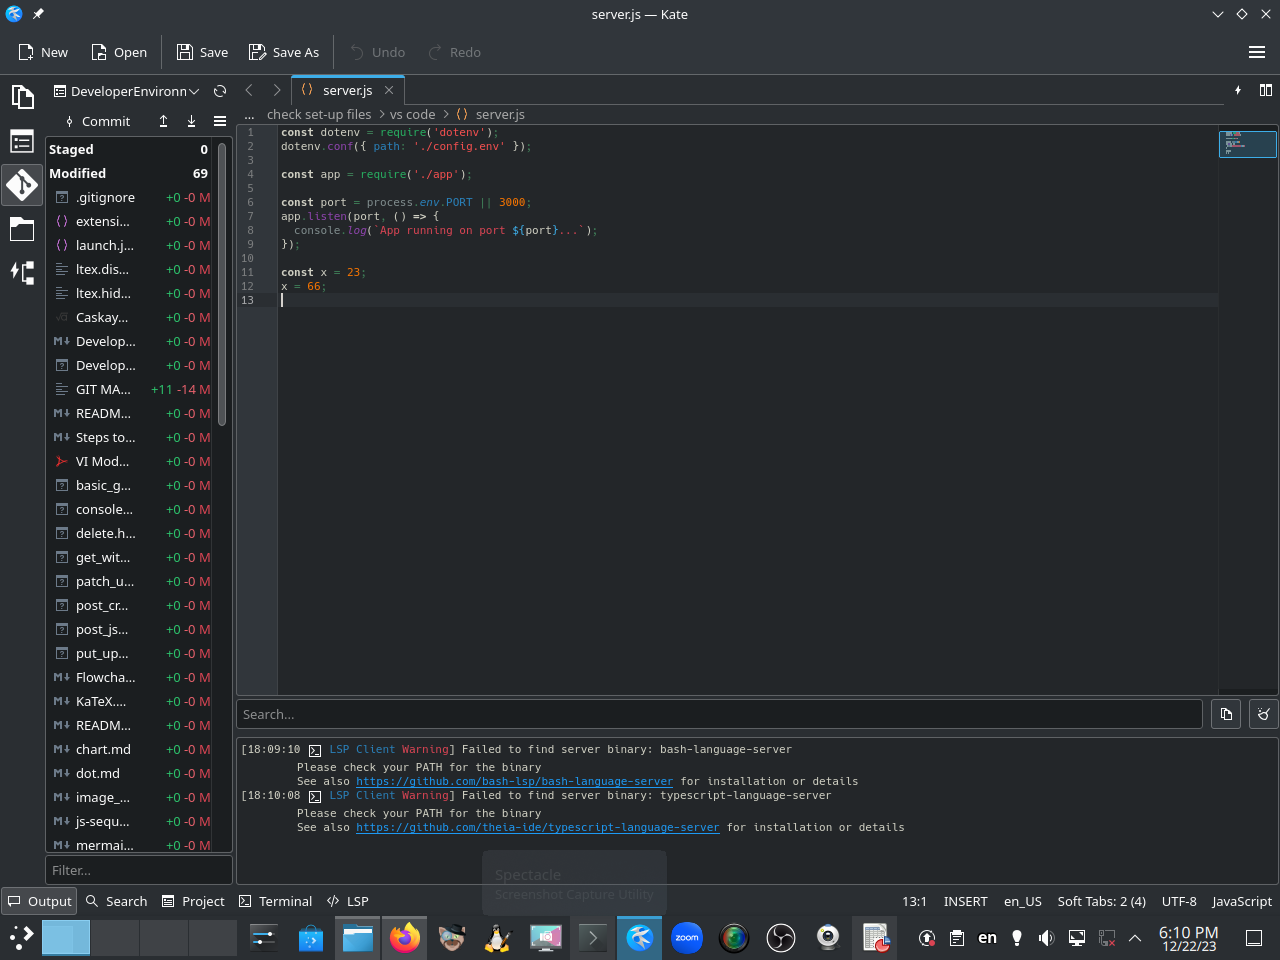 server.js — Kate
New
Open
Save
Save As
Undo
Redo
DeveloperEnvironn
server.js
Commit
... check set-up files > vs code > server.js
Staged 0
Modified 69
.gitignore +0 -0 M
extensi... +0 -0 M
launch.j... +0 -0 M
ltex.dis... +0 -0 M
ltex.hid... +0 -0 M
Caskay... +0 -0 M
Develop... +0 -0 M
Develop... +0 -0 M
GIT MA... +11 -14 M
READM... +0 -0 M
Steps to... +0 -0 M
VI Mod... +0 -0 M
basic_g... +0 -0 M
console... +0 -0 M
delete.h... +0 -0 M
get_wit... +0 -0 M
patch_u... +0 -0 M
post_cr... +0 -0 M
post_js... +0 -0 M
put_up... +0 -0 M
Flowcha... +0 -0 M
KaTeX.... +0 -0 M
READM... +0 -0 M
chart.md +0 -0 M
dot.md +0 -0 M
image_... +0 -0 M
js-sequ... +0 -0 M
mermai... +0 -0 M
Filter...
1 const dotenv = require('dotenv');
2 dotenv.conf({ path: './config.env' });
3
4 const app = require('./app');
5
6 const port = process.env.PORT || 3000;
7 app.listen(port, () => {
8   console.log(`App running on port ${port}...`);
9 });
10
11 const x = 23;
12 x = 66;
13
Search...
[18:09:10 LSP Client Warning] Failed to find server binary: bash-language-server
Please check your PATH for the binary
See also https://github.com/bash-lsp/bash-language-server for installation or details
[18:10:08 LSP Client Warning] Failed to find server binary: typescript-language-server
Please check your PATH for the binary
See also https://github.com/theia-ide/typescript-language-server for installation or details
Spectacle
Screenshot Capture Utility
Output
Search
Project
Terminal
LSP
13:1
INSERT
en_US
Soft Tabs: 2 (4)
UTF-8
JavaScript
zoom
en
6:10 PM
12/22/23